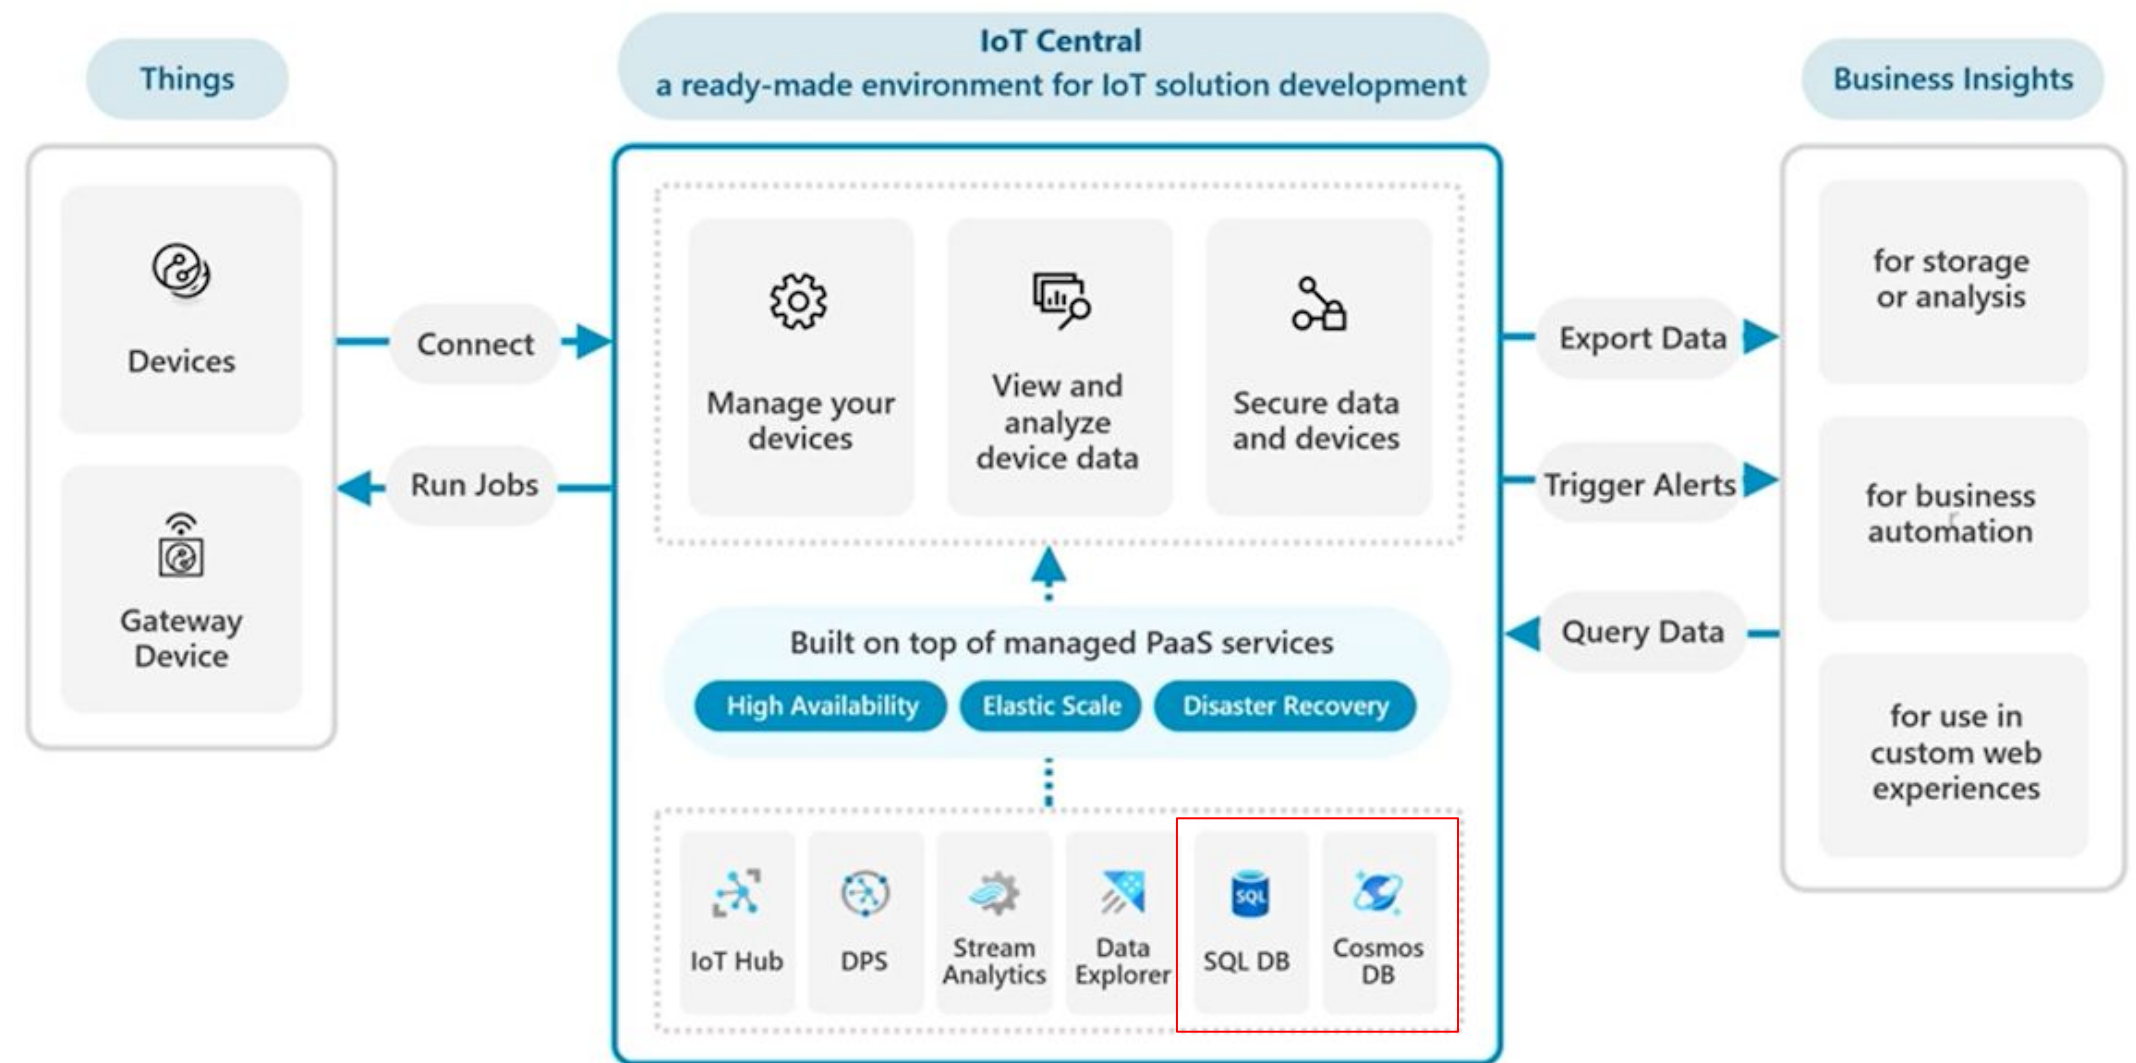 Things
IoT Central
a ready-made environment for IoT solution development
Business Insights
Devices
Gateway
Device
Connect
Run Jobs
Manage your
devices
View and
analyze
device data
Secure data
and devices
Built on top of managed PaaS services
High Availability
Elastic Scale
Disaster Recovery
IoT Hub
DPS
Stream
Analytics
Data
Explorer
SQL
SQL DB
Cosmos
DB
Export Data
Trigger Alerts
Query Data
for storage
or analysis
for business
automation
for use in
custom web
experiences